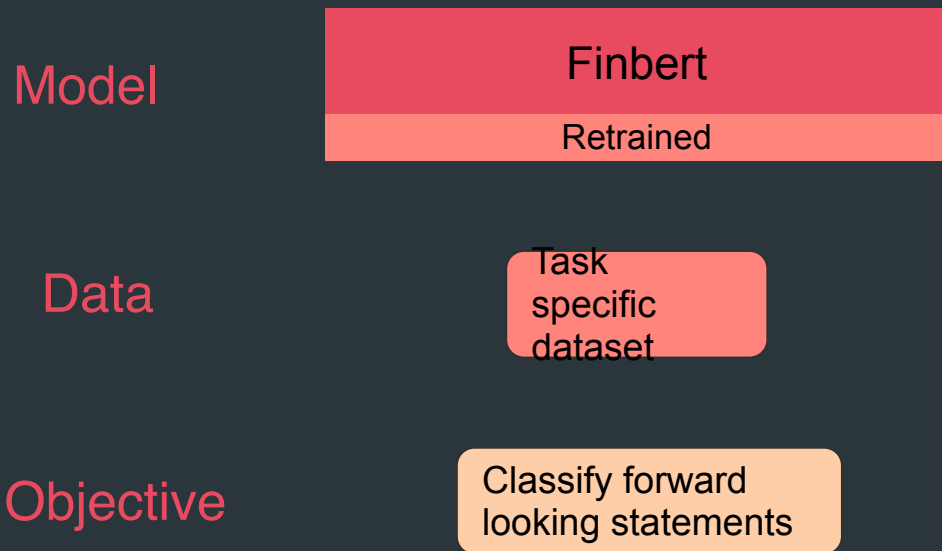 Model
Finbert
Retrained
Data
Task
specific
dataset
Objective
Classify forward
looking statements